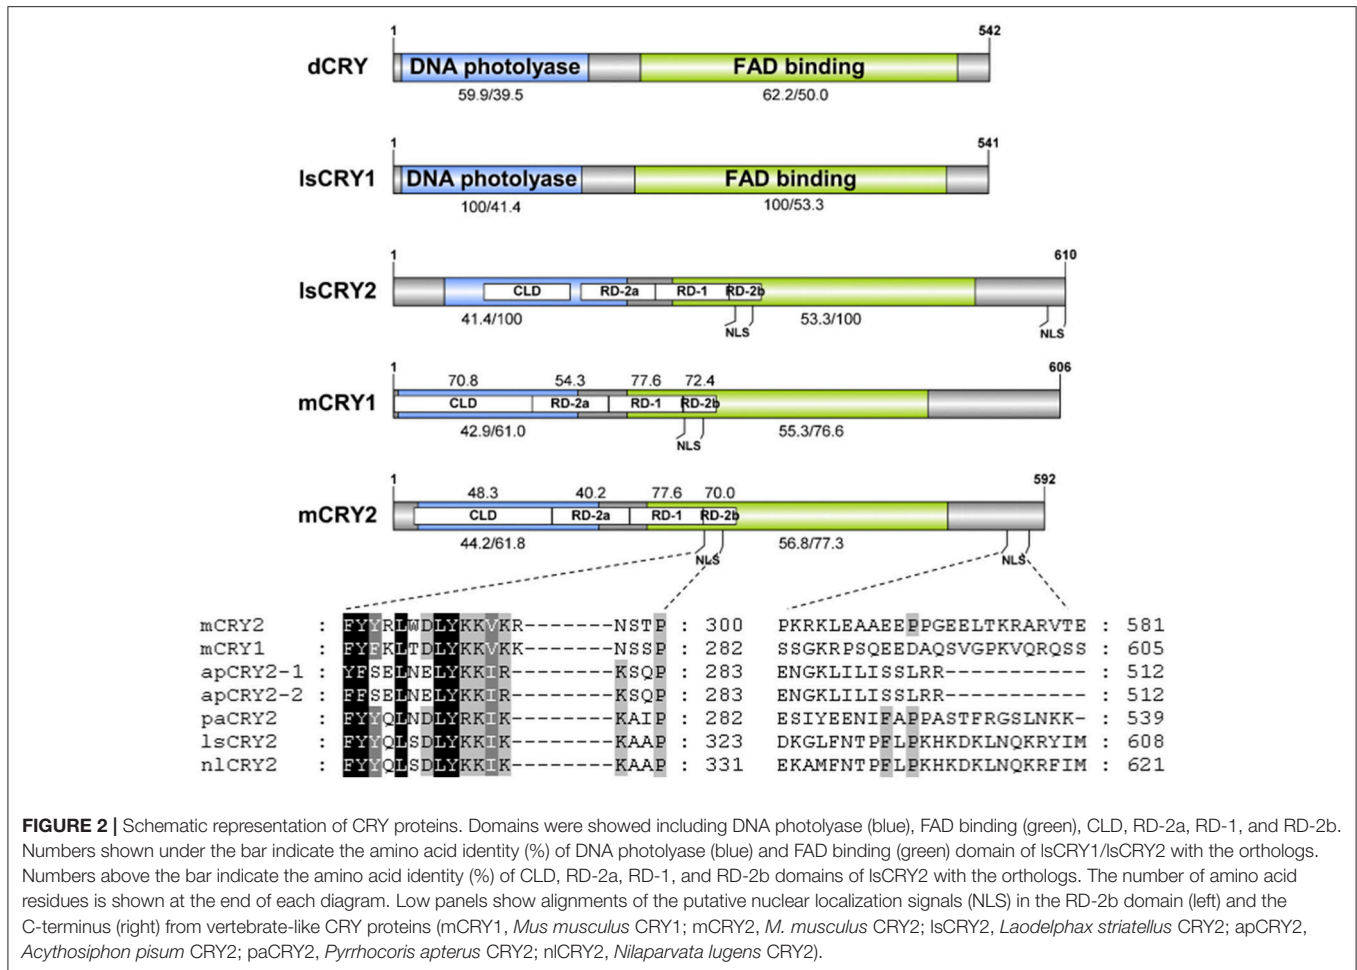 1 542
dCRY DNA photolyase FAD binding
59.9/39.5 62.2/50.0
1 541
lsCRY1 DNA photolyase FAD binding
100/41.4 100/53.3
1 610
lsCRY2 CLD RD-2a RD-1 RD-2b
41.4/100 53.3/100
NLS NLS
1 606
70.8 54.3 77.6 72.4
mCRY1 CLD RD-2a RD-1 RD-2b
42.9/61.0 55.3/76.6
NLS
1 592
48.3 40.2 77.6 70.0
mCRY2 CLD RD-2a RD-1 RD-2b
44.2/61.8 56.8/77.3
NLS NLS
mCRY2 : FYYRLWDLYKKVKR--------NSTP : 300 PKRKLEAAEEPPGEELTKRARVTE : 581
mCRY1 : FYFKLTDLYKKVKK--------NSSP : 282 SSGKRPSQEEDAQSVGPKVQRQSS : 605
apCRY2-1 : YFSELNELYKKIR--------KSQP : 283 ENGKLILISSLRR----------- : 512
apCRY2-2 : FFSELNELYKKIR--------KSQP : 283 ENGKLILISSLRR----------- : 512
paCRY2 : FYYQLNDLYRKIK--------KAIP : 282 ESIYEENIFAPPASTFRGSLNKK- : 539
lsCRY2 : FYYQLSDLYKKIK--------KAAP : 323 DKGLFNTPFLPKHKDKLNQKRYIM : 608
nlCRY2 : FYYQLSDLYKKIK--------KAAP : 331 EKAMFNTPFLPKHKDKLNQKRFIM : 621
FIGURE 2 | Schematic representation of CRY proteins. Domains were showed including DNA photolyase (blue), FAD binding (green), CLD, RD-2a, RD-1, and RD-2b.
Numbers shown under the bar indicate the amino acid identity (%) of DNA photolyase (blue) and FAD binding (green) domain of lsCRY1/lsCRY2 with the orthologs.
Numbers above the bar indicate the amino acid identity (%) of CLD, RD-2a, RD-1, and RD-2b domains of lsCRY2 with the orthologs. The number of amino acid
residues is shown at the end of each diagram. Low panels show alignments of the putative nuclear localization signals (NLS) in the RD-2b domain (left) and the
C-terminus (right) from vertebrate-like CRY proteins (mCRY1, Mus musculus CRY1; mCRY2, M. musculus CRY2; lsCRY2, Laodelphax striatellus CRY2; apCRY2,
Acythosiphon pisum CRY2; paCRY2, Pyrrhocoris apterus CRY2; nlCRY2, Nilaparvata lugens CRY2).